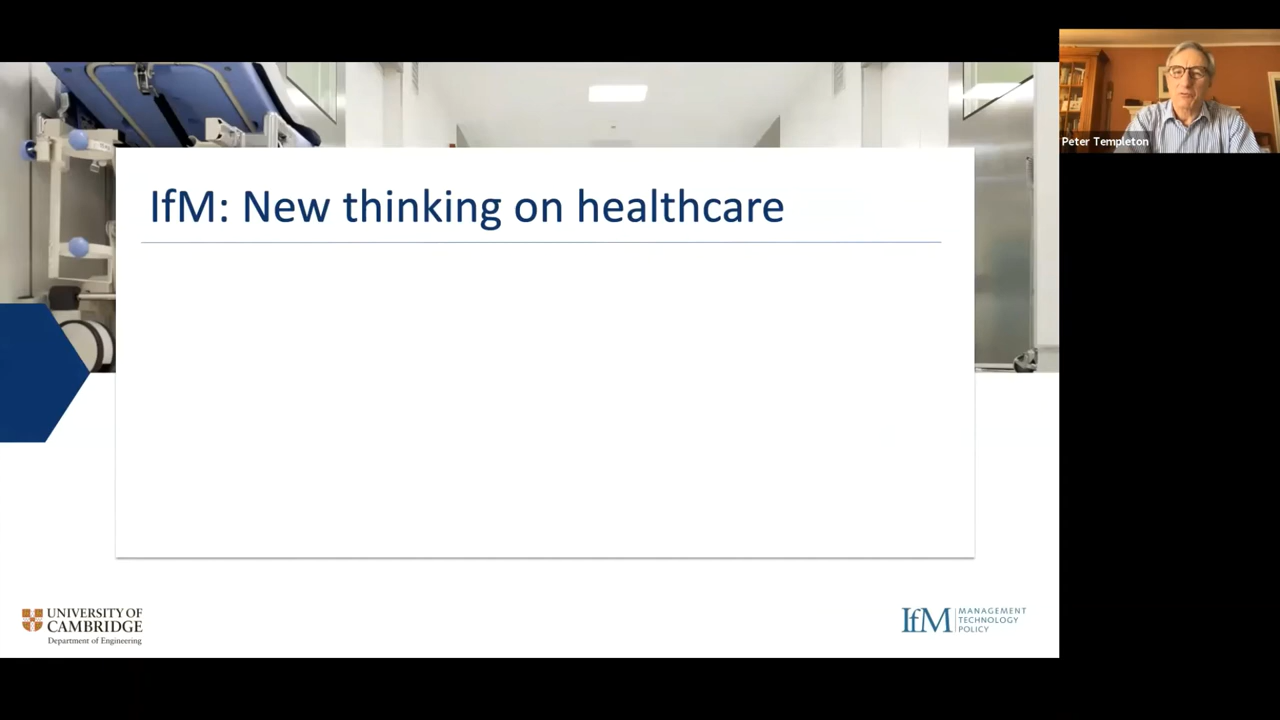 IfM: New thinking on healthcare
Peter Templeton
UNIVERSITY OF
CAMBRIDGE
Department of Engineering
IfM
MANAGEMENT
TECHNOLOGY
POLICY